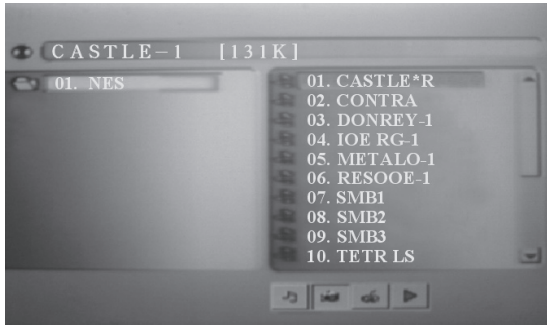 CASTLE-1 [131K]
01. NES
01. CASTLE*R
02. CONTRA
03. DONREY-1
04. IOE RG-1
05. METALO-1
06. RESOOE-1
07. SMB1
08. SMB2
09. SMB3
10. TETR LS